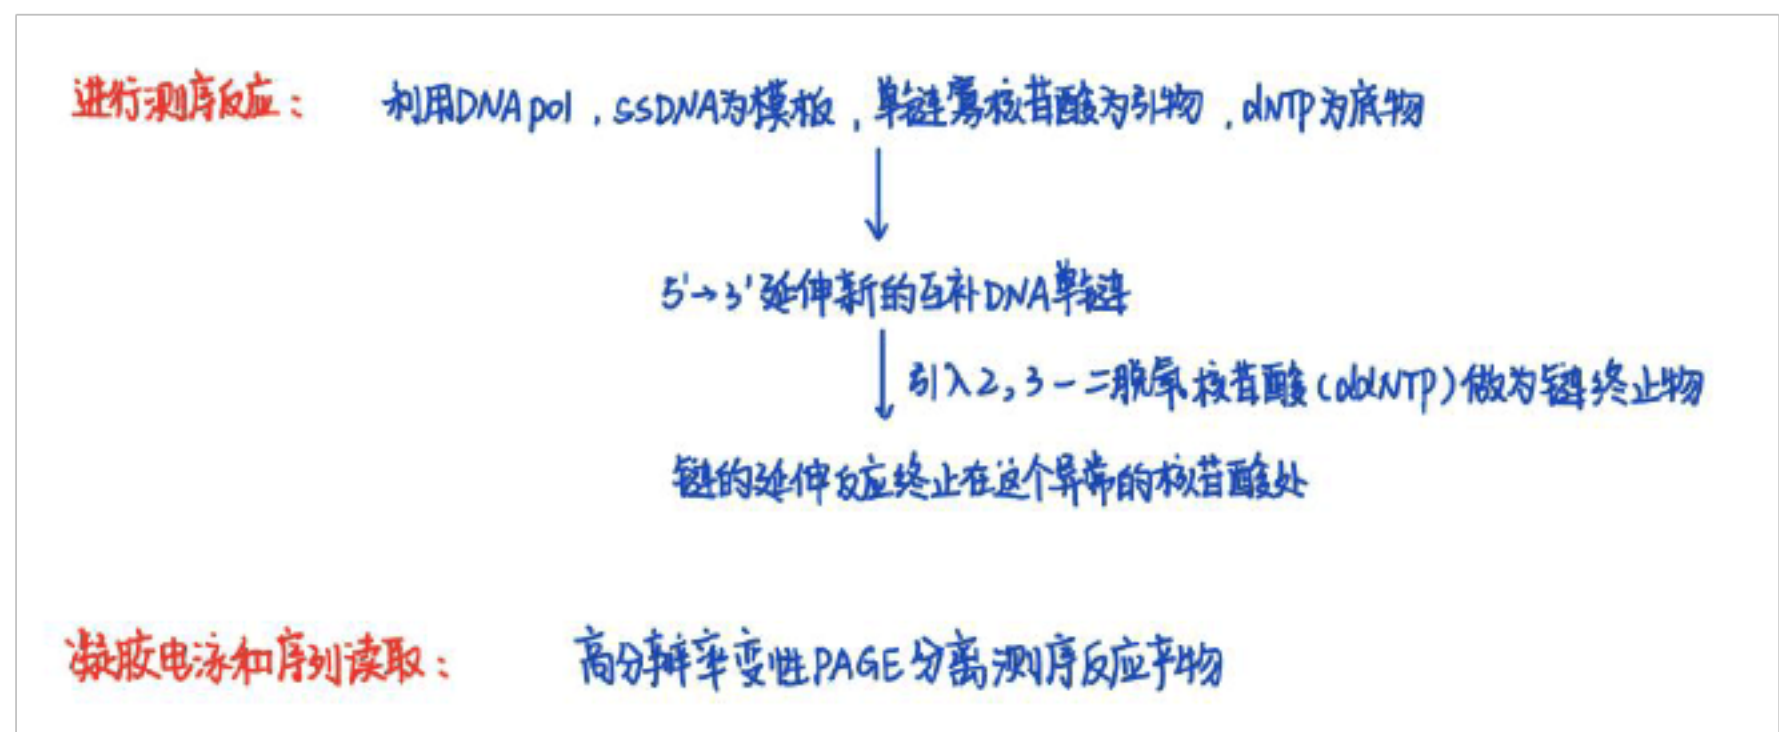 进行测序反应： 利用DNA pol，ssDNA为模板，单链寡核苷酸为引物，dNTP为底物
5'→3'延伸新的互补DNA单链
引入2,3-二脱氧核苷酸(ddNTP)做为链终止物
链的延伸反应终止在这个异常的核苷酸处
凝胶电泳和序列读取： 高分辨率变性PAGE分离测序反应产物